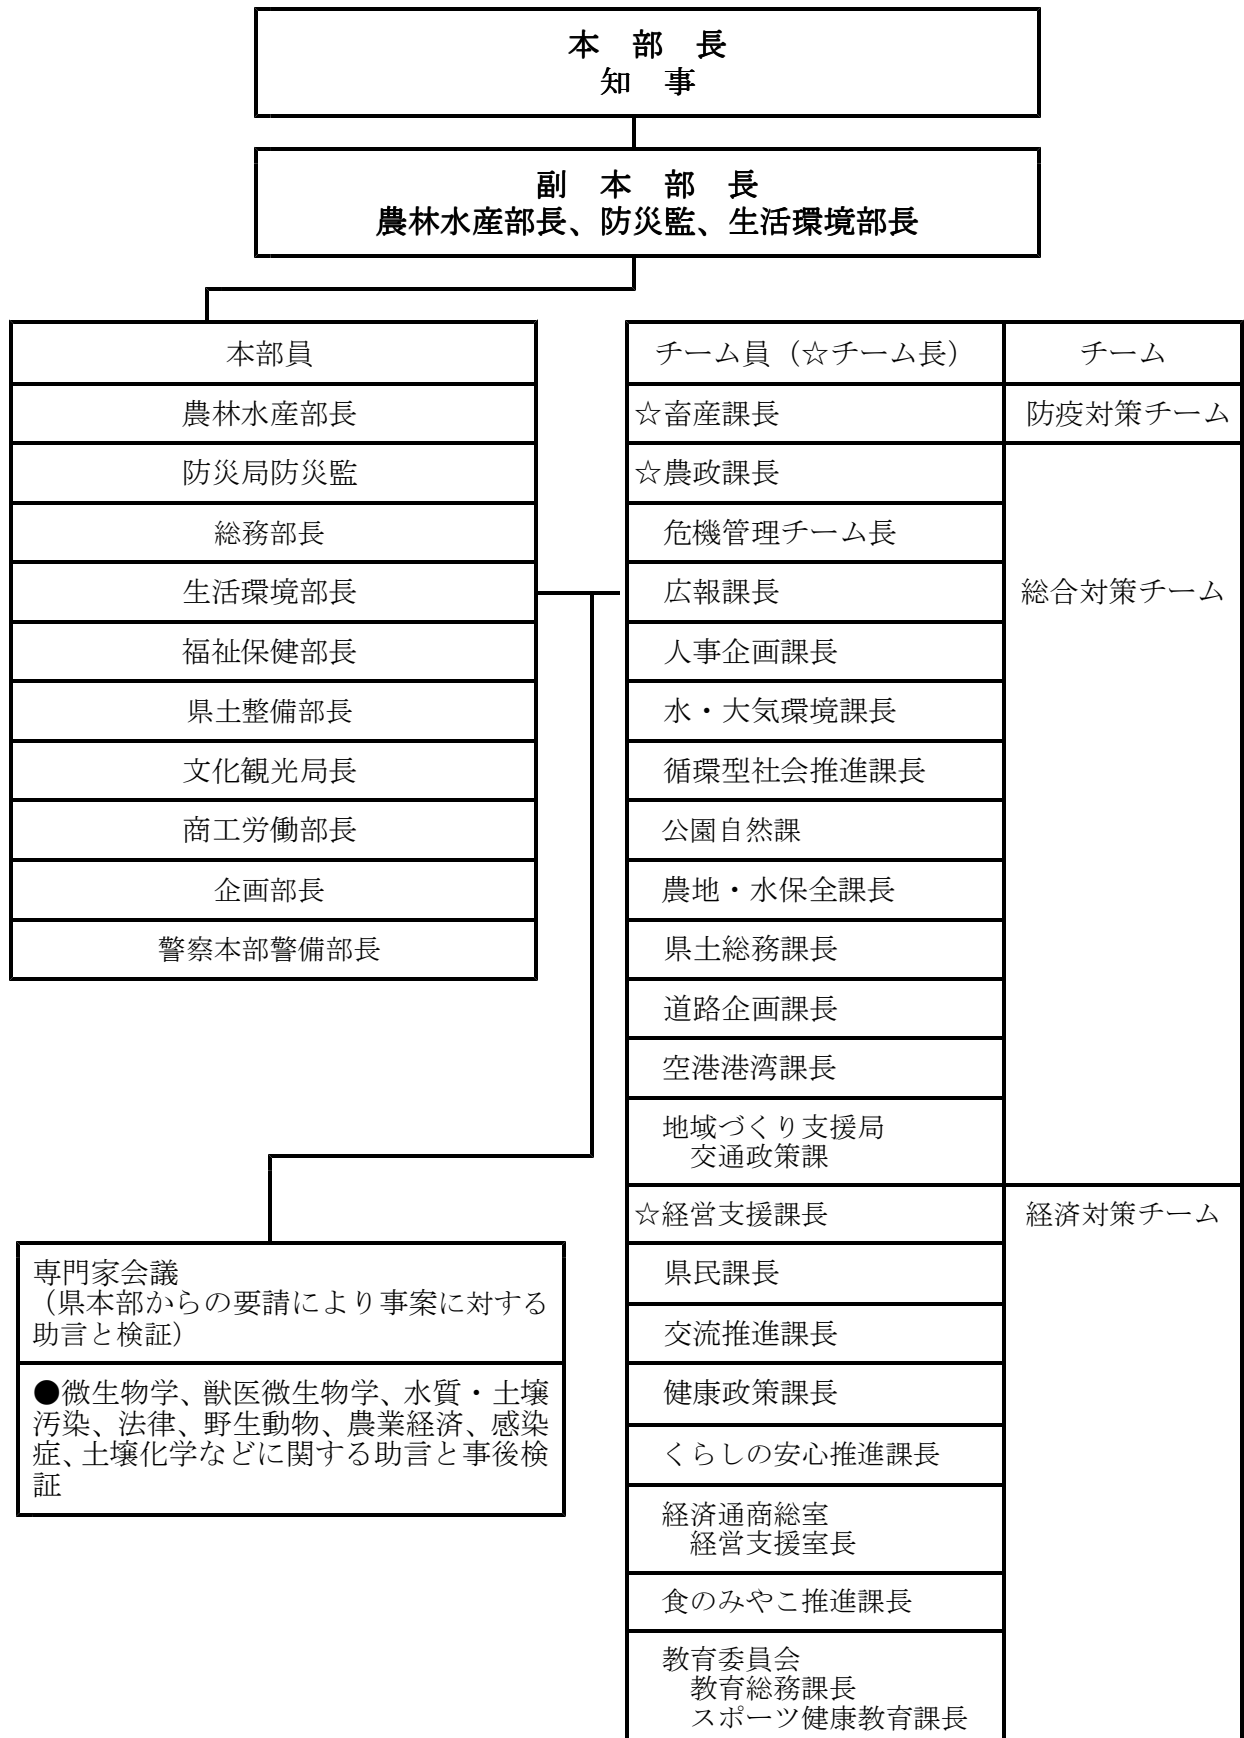 本　部　長
知　事
副　本　部　長
農林水産部長、防災監、生活環境部長
本部員
農林水産部長
防災局防災監
総務部長
生活環境部長
福祉保健部長
県土整備部長
文化観光局長
商工労働部長
企画部長
警察本部警備部長
専門家会議
（県本部からの要請により事案に対する
助言と検証）
●微生物学、獣医微生物学、水質・土壌
汚染、法律、野生動物、農業経済、感染
症、土壌化学などに関する助言と事後検
証
チーム員（☆チーム長）　チーム
☆畜産課長　防疫対策チーム
☆農政課長
危機管理チーム長
広報課長　総合対策チーム
人事企画課長
水・大気環境課長
循環型社会推進課長
公園自然課
農地・水保全課長
県土総務課長
道路企画課長
空港港湾課長
地域づくり支援局
交通政策課
☆経営支援課長　経済対策チーム
県民課長
交流推進課長
健康政策課長
くらしの安心推進課長
経済通商総室
経営支援室長
食のみやこ推進課長
教育委員会
教育総務課長
スポーツ健康教育課長